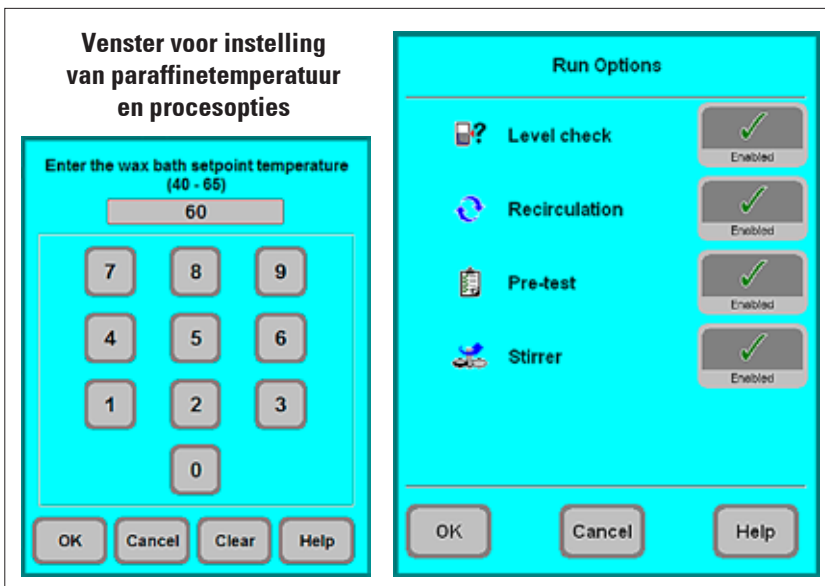 Venster voor instelling
van paraffinetemperatuur
en procesopties
Enter the wax bath setpoint temperature
(40 - 65)
60
7 8 9
4 5 6
1 2 3
0
OK Cancel Clear Help
Run Options
? Level check
Enabled
Recirculation
Enabled
Pre-test
Enabled
Stirrer
Enabled
OK Cancel Help